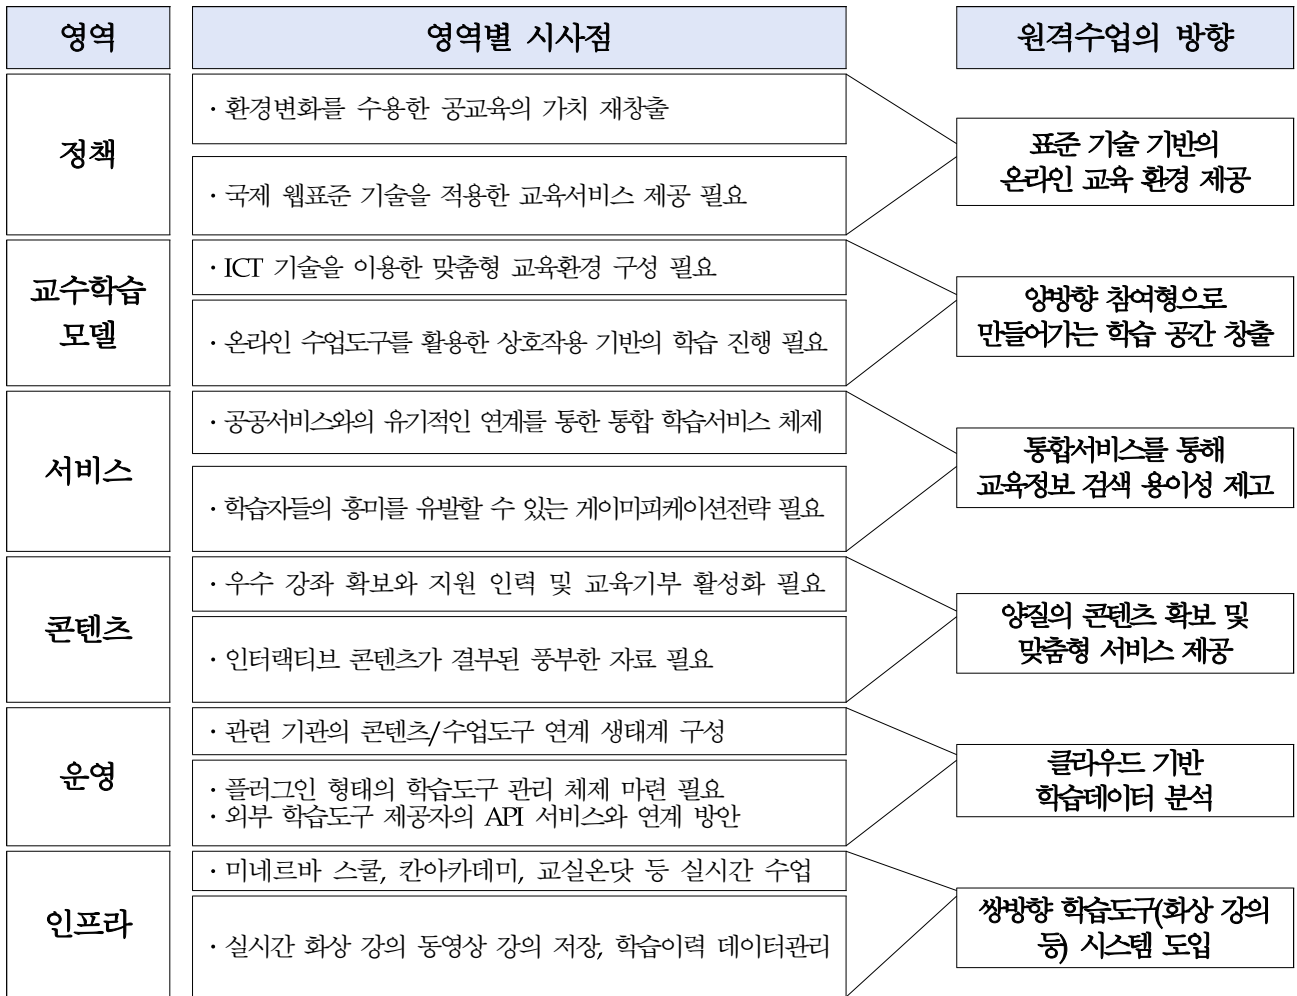 영역
영역별 시사점
원격수업의 방향
정책
· 환경변화를 수용한 공교육의 가치 재창출
· 국제 웹표준 기술을 적용한 교육서비스 제공 필요
표준 기술 기반의
온라인 교육 환경 제공
교수학습
모델
· ICT 기술을 이용한 맞춤형 교육환경 구성 필요
· 온라인 수업도구를 활용한 상호작용 기반의 학습 진행 필요
양방향 참여형으로
만들어가는 학습 공간 창출
서비스
· 공공서비스와의 유기적인 연계를 통한 통합 학습서비스 체제
· 학습자들의 흥미를 유발할 수 있는 게이미피케이션전략 필요
통합서비스를 통해
교육정보 검색 용이성 제고
콘텐츠
· 우수 강좌 확보와 지원 인력 및 교육기부 활성화 필요
· 인터랙티브 콘텐츠가 결부된 풍부한 자료 필요
양질의 콘텐츠 확보 및
맞춤형 서비스 제공
운영
· 관련 기관의 콘텐츠/수업도구 연계 생태계 구성
· 플러그인 형태의 학습도구 관리 체제 마련 필요
· 외부 학습도구 제공자의 API 서비스와 연계 방안
클라우드 기반
학습데이터 분석
인프라
· 미네르바 스쿨, 칸아카데미, 교실온닷 등 실시간 수업
· 실시간 화상 강의 동영상 강의 저장, 학습이력 데이터관리
쌍방향 학습도구(화상 강의
등) 시스템 도입